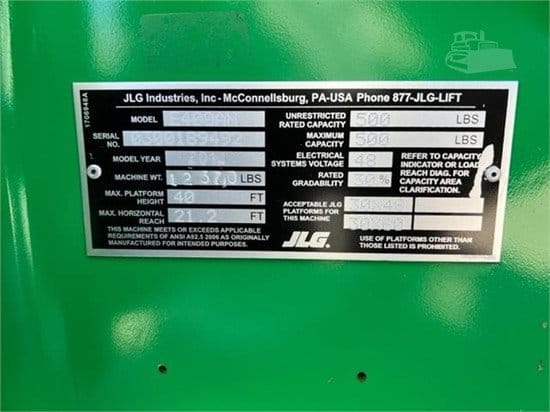 1706948A
JLG Industries, Inc - McConnellsburg, PA-USA Phone 877-JLG-LIFT
MODEL
SERIAL NO.
MODEL YEAR
MACHINE WT. LBS
MAX. PLATFORM HEIGHT 40 FT
MAX. HORIZONTAL REACH 21.2 FT
THIS MACHINE MEETS OR EXCEEDS APPLICABLE
REQUIREMENTS OF ANSI A92.5 2006 AS ORIGINALLY
MANUFACTURED FOR INTENDED PURPOSES.
UNRESTRICTED RATED CAPACITY 500 LBS
MAXIMUM CAPACITY 500 LBS
ELECTRICAL SYSTEMS VOLTAGE 48
RATED GRADABILITY 30%
REFER TO CAPACITY
INDICATOR OR LOAD
REACH DIAG. FOR
CAPACITY AREA
CLARIFICATION.
ACCEPTABLE JLG
PLATFORMS FOR
THIS MACHINE
30X48
30X60
JLG
USE OF PLATFORMS OTHER THAN
THOSE LISTED IS PROHIBITED.